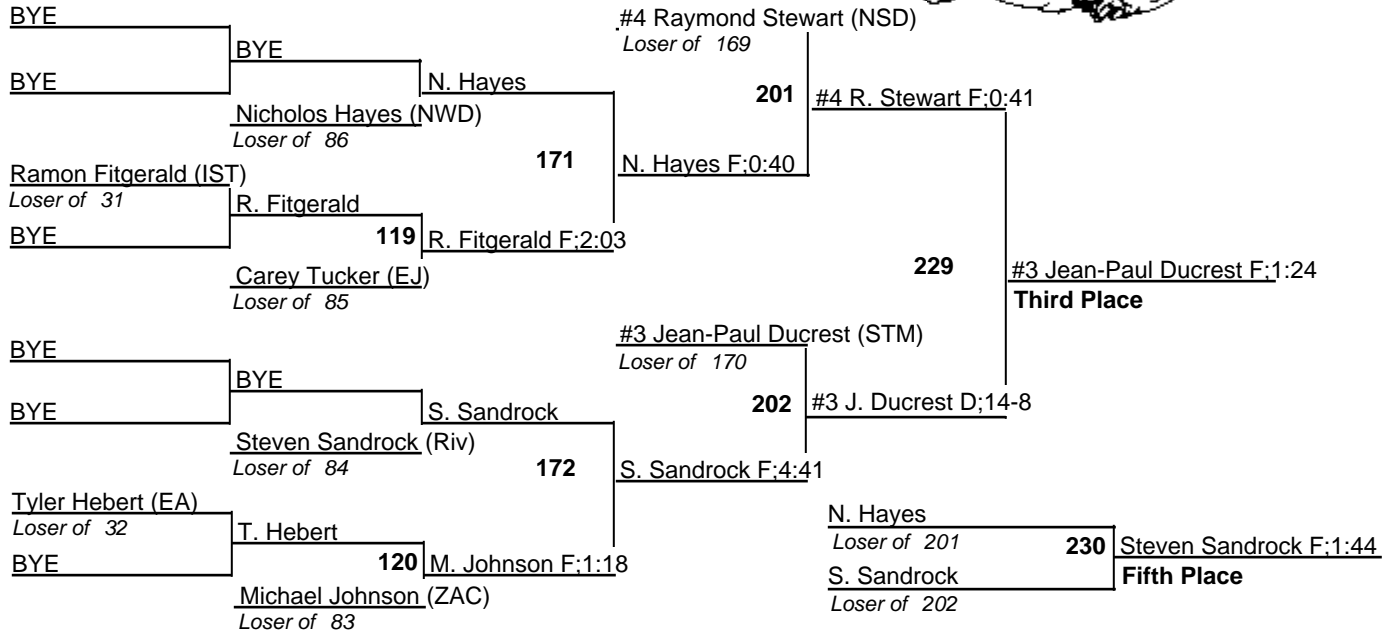 BYE
#4 Raymond Stewart (NSD)
Loser of 169
BYE
BYE
N. Hayes
201
#4 R. Stewart F;0:41
Nicholos Hayes (NWD)
Loser of 86
171
N. Hayes F;0:40
Ramon Fitgerald (IST)
Loser of 31
R. Fitgerald
BYE
119
R. Fitgerald F;2:03
229
#3 Jean-Paul Ducrest F;1:24
Third Place
Carey Tucker (EJ)
Loser of 85
#3 Jean-Paul Ducrest (STM)
Loser of 170
BYE
BYE
202
#3 J. Ducrest D;14-8
BYE
S. Sandrock
Steven Sandrock (Riv)
Loser of 84
172
S. Sandrock F;4:41
Tyler Hebert (EA)
Loser of 32
T. Hebert
BYE
120
M. Johnson F;1:18
Michael Johnson (ZAC)
Loser of 83
N. Hayes
Loser of 201
230
Steven Sandrock F;1:44
Fifth Place
S. Sandrock
Loser of 202